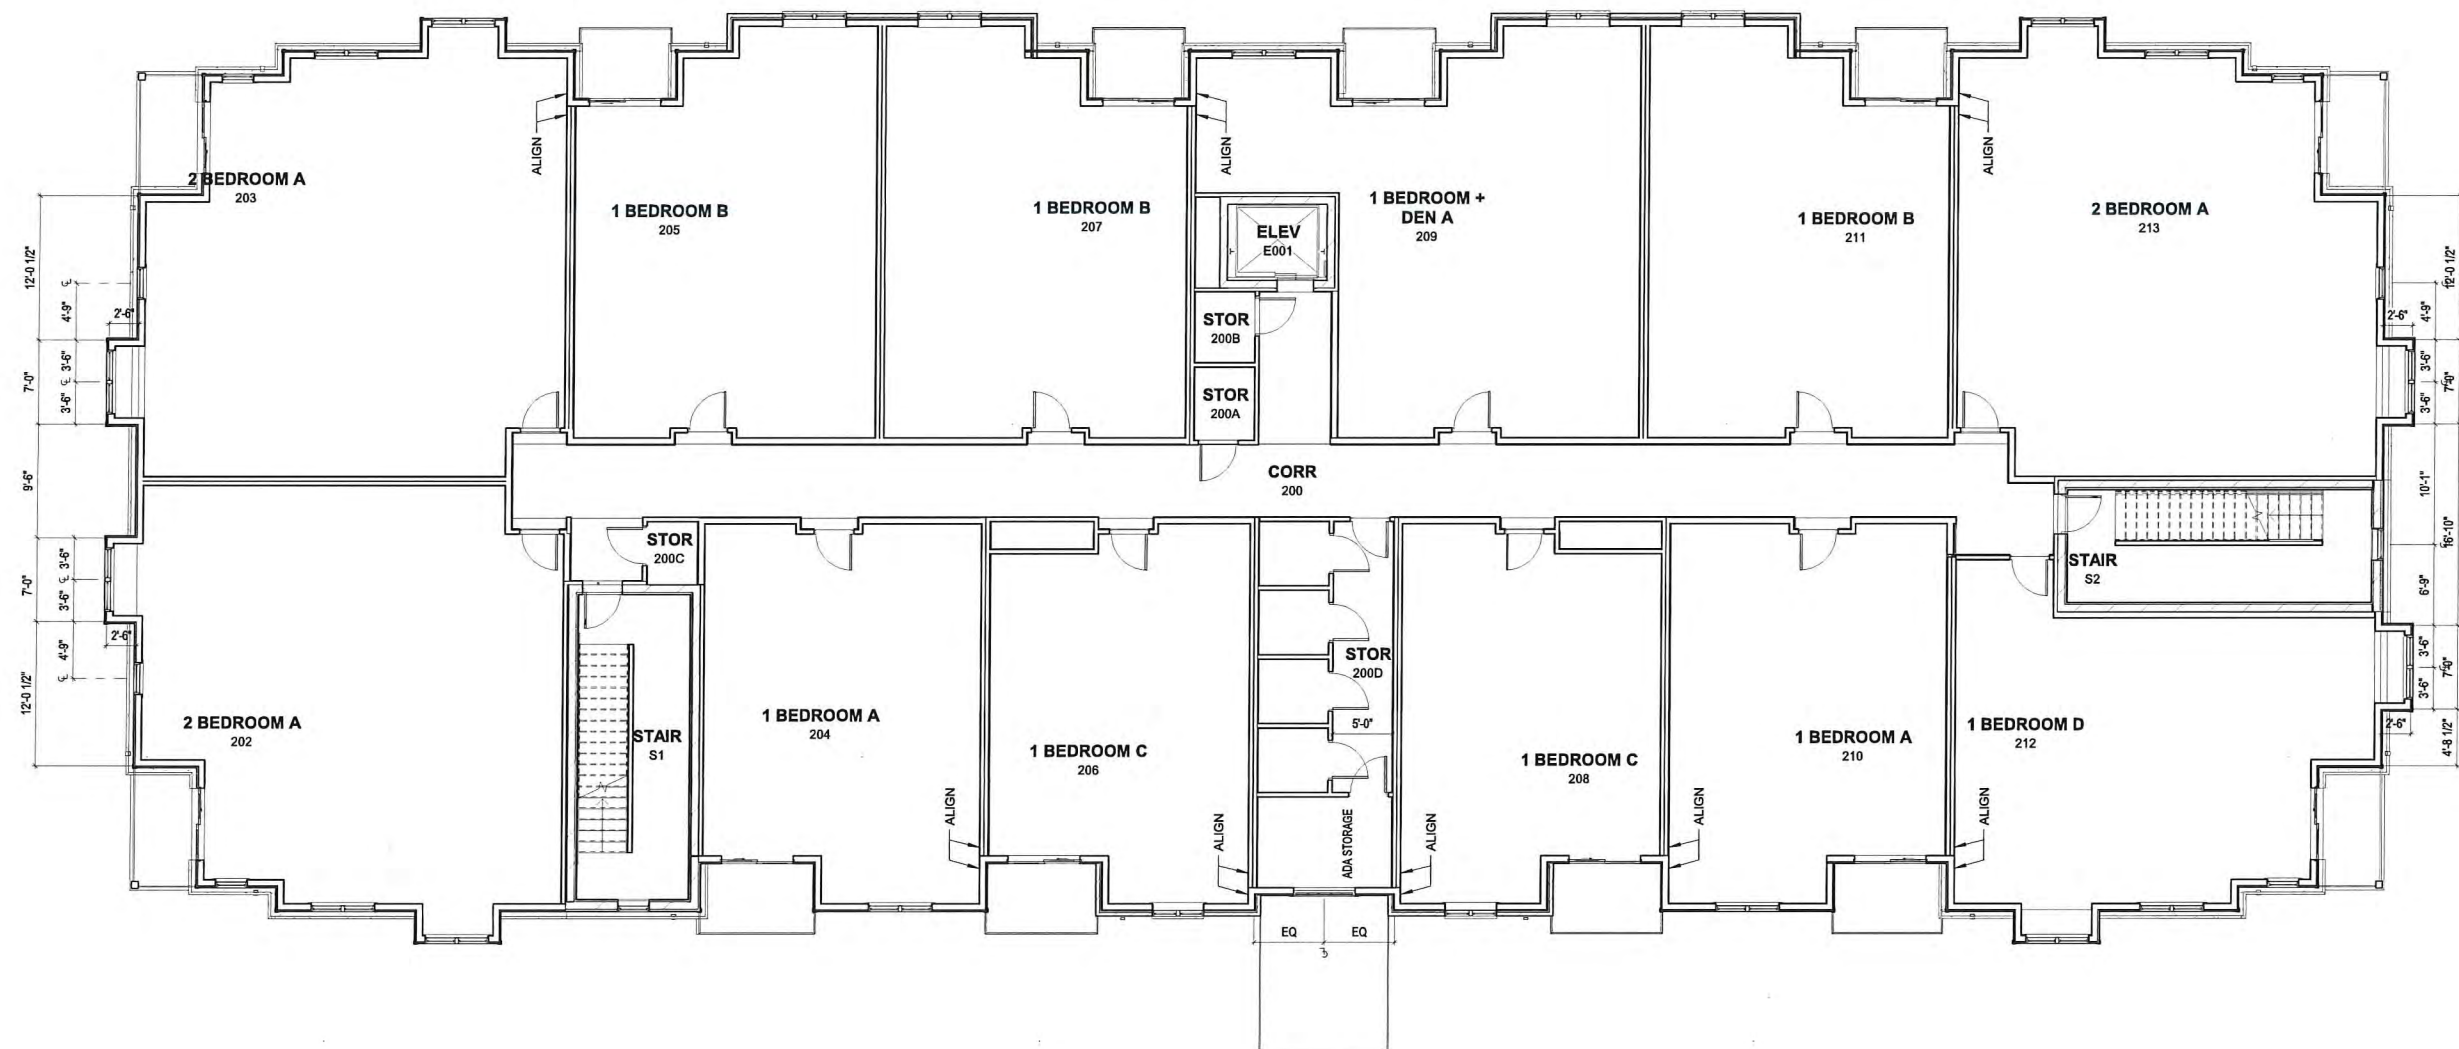 ALIGN
ALIGN
ALIGN
2 BEDROOM A
203
1 BEDROOM B
205
1 BEDROOM B
207
1 BEDROOM +
DEN A
209
1 BEDROOM B
211
2 BEDROOM A
213
ELEV
E001
STOR
200B
STOR
200A
CORR
200
12'-0 1/2"
4'-9"
2'-6"
7'-0"
3'-6"
3'-6"
9'-6"
7'-0"
3'-6"
3'-6"
2'-6"
4'-9"
12'-0 1/2"
12'-0 1/2"
4'-9"
2'-6"
3'-6"
7'-0"
3'-6"
10'-1"
16'-10"
6'-9"
3'-6"
7'-0"
3'-6"
2'-6"
4'-8 1/2"
STOR
200C
STAIR
S2
STOR
200D
5'-0"
2 BEDROOM A
202
STAIR
S1
1 BEDROOM A
204
1 BEDROOM C
206
1 BEDROOM C
208
1 BEDROOM A
210
1 BEDROOM D
212
ALIGN
ALIGN
ADA STORAGE
ALIGN
ALIGN
ALIGN
EQ
EQ